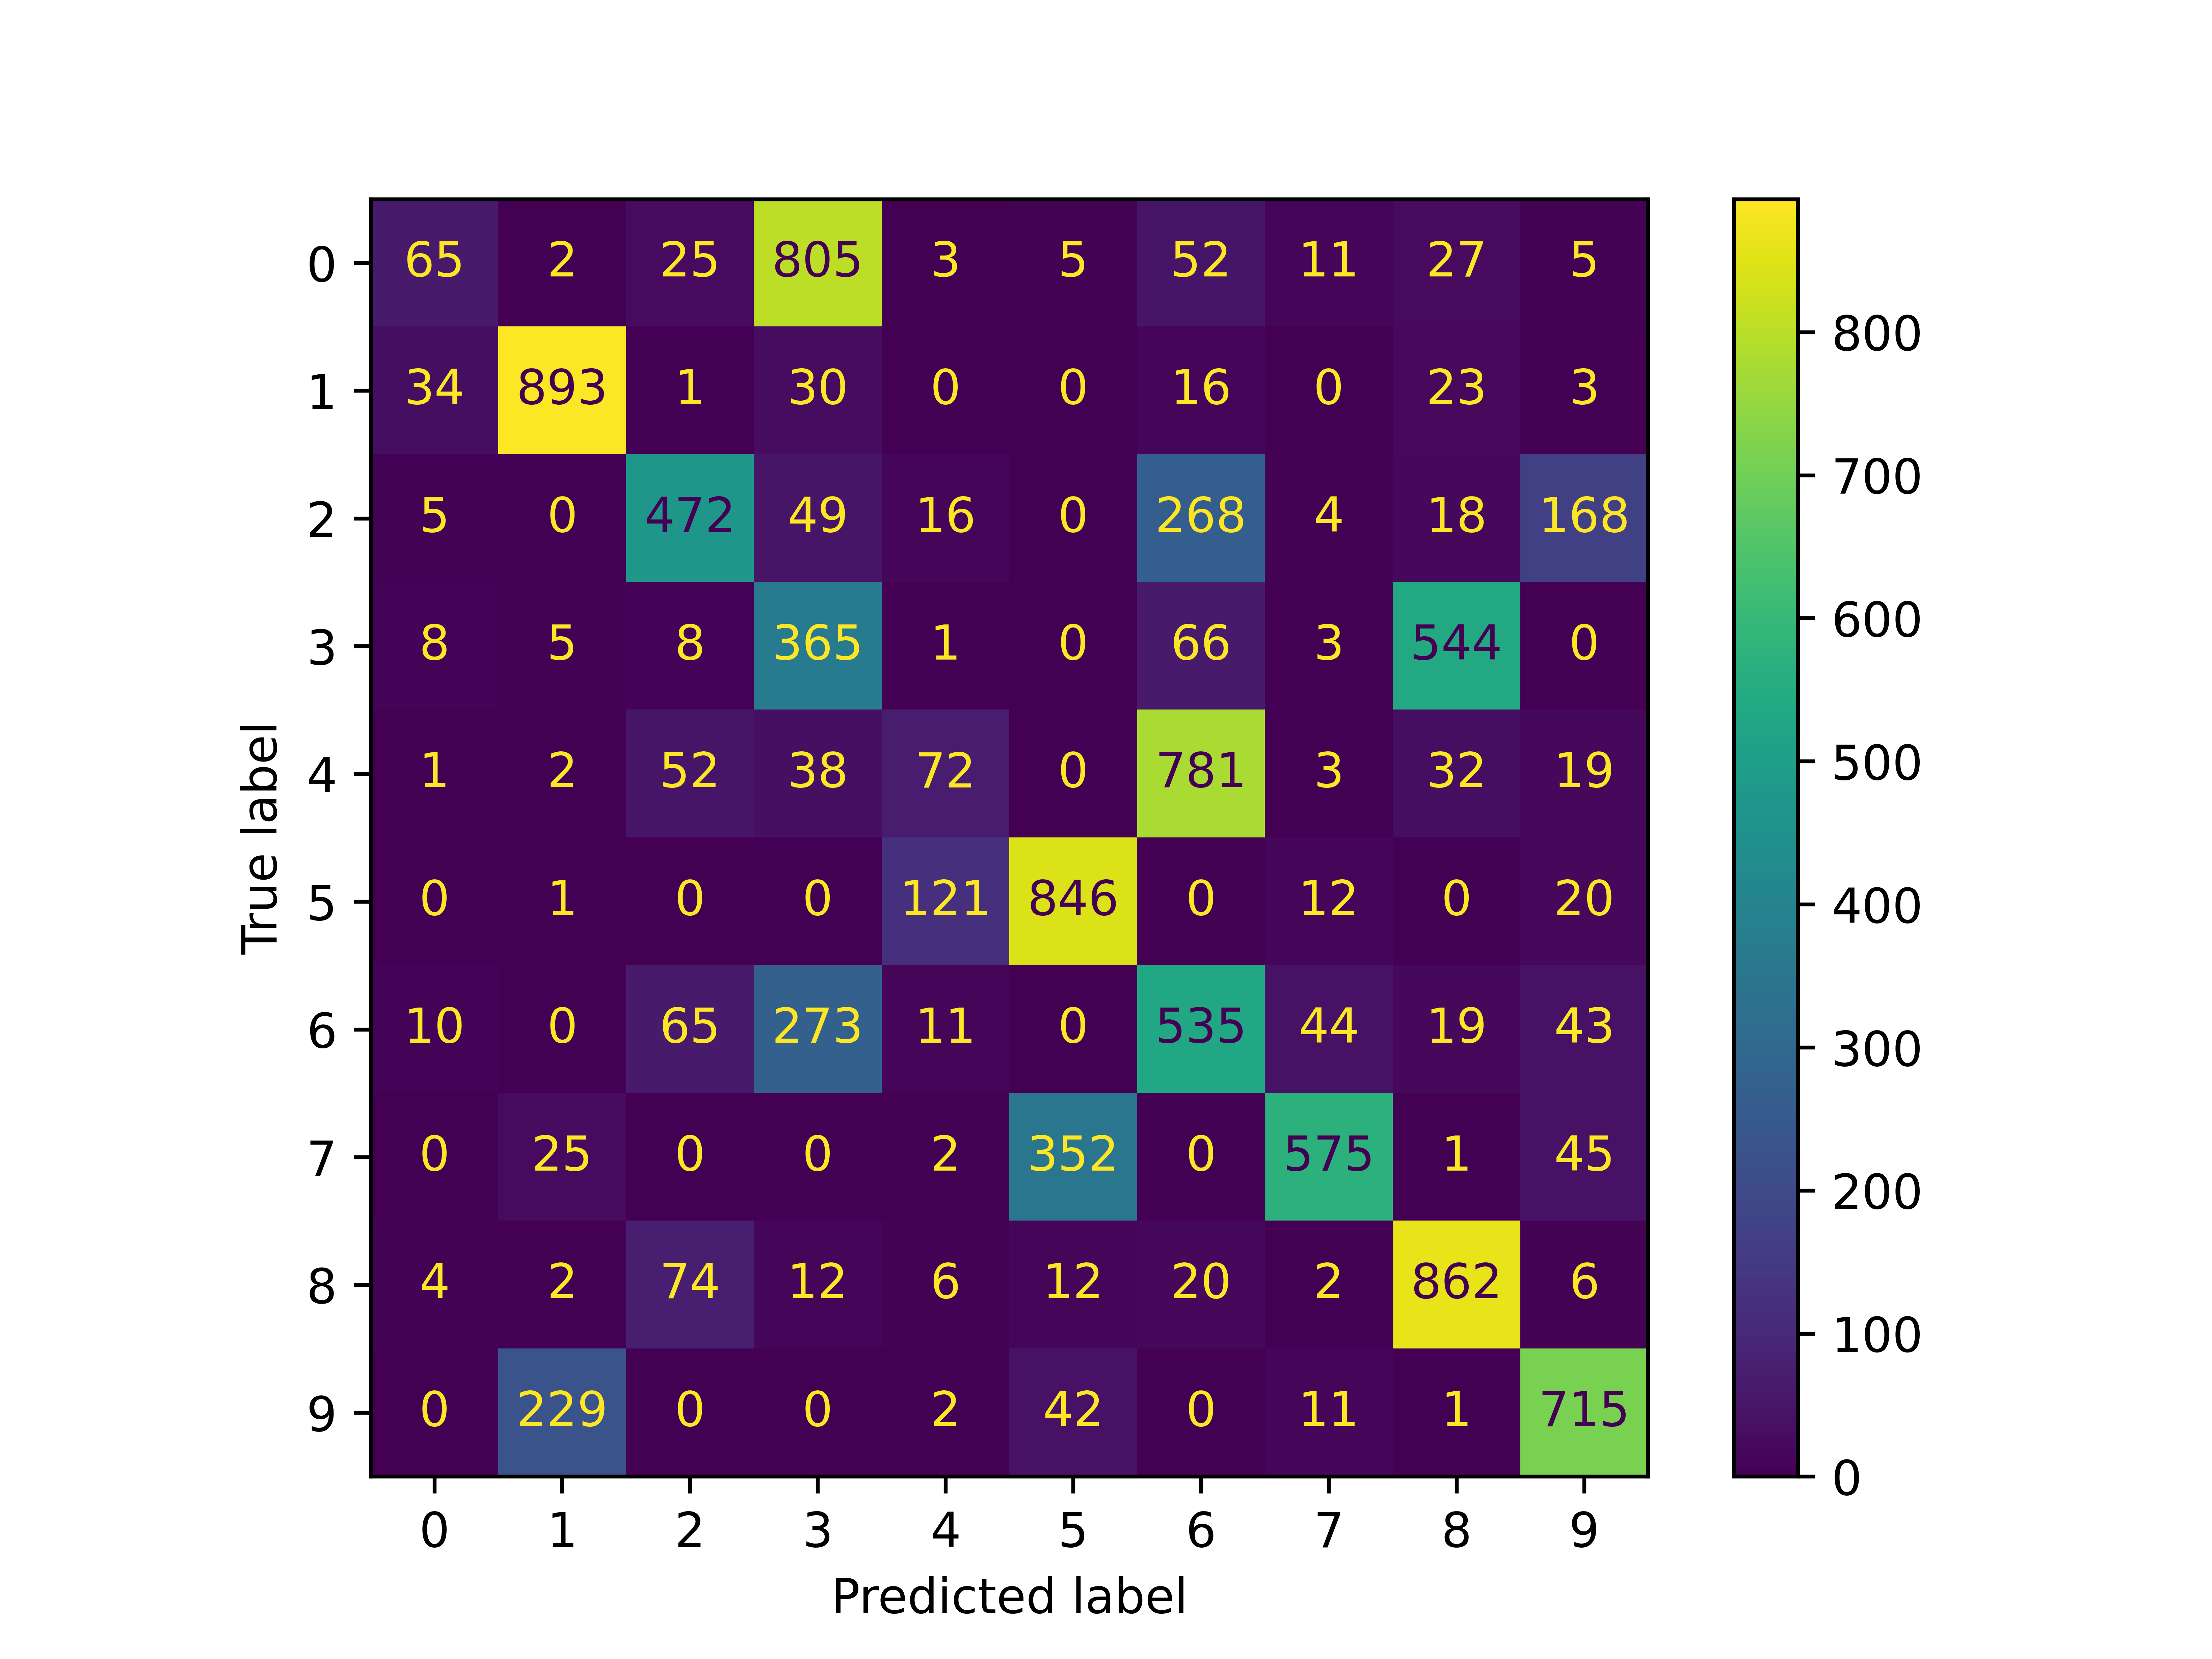 0 65 2 25 805 3 5 52 11 27 5
1 34 893 1 30 0 0 16 0 23 3
2 5 0 472 49 16 0 268 4 18 168
3 8 5 8 365 1 0 66 3 544 0
4 1 2 52 38 72 0 781 3 32 19
5 0 1 0 0 121 846 0 12 0 20
6 10 0 65 273 11 0 535 44 19 43
7 0 25 0 0 2 352 0 575 1 45
8 4 2 74 12 6 12 20 2 862 6
9 0 229 0 0 2 42 0 11 1 715
0 1 2 3 4 5 6 7 8 9
Predicted label
True label
800
700
600
500
400
300
200
100
0